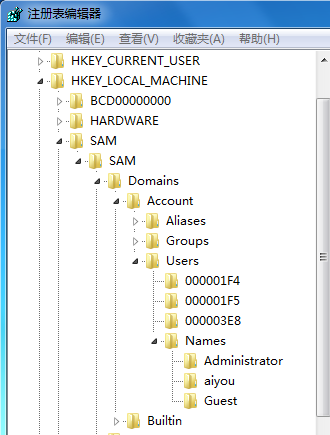 注册表编辑器
文件(F) 编辑(E) 查看(V) 收藏夹(A) 帮助(H)
HKEY_CURRENT_USER
HKEY_LOCAL_MACHINE
BCD00000000
HARDWARE
SAM
SAM
Domains
Account
Aliases
Groups
Users
000001F4
000001F5
000003E8
Names
Administrator
aiyou
Guest
Builtin